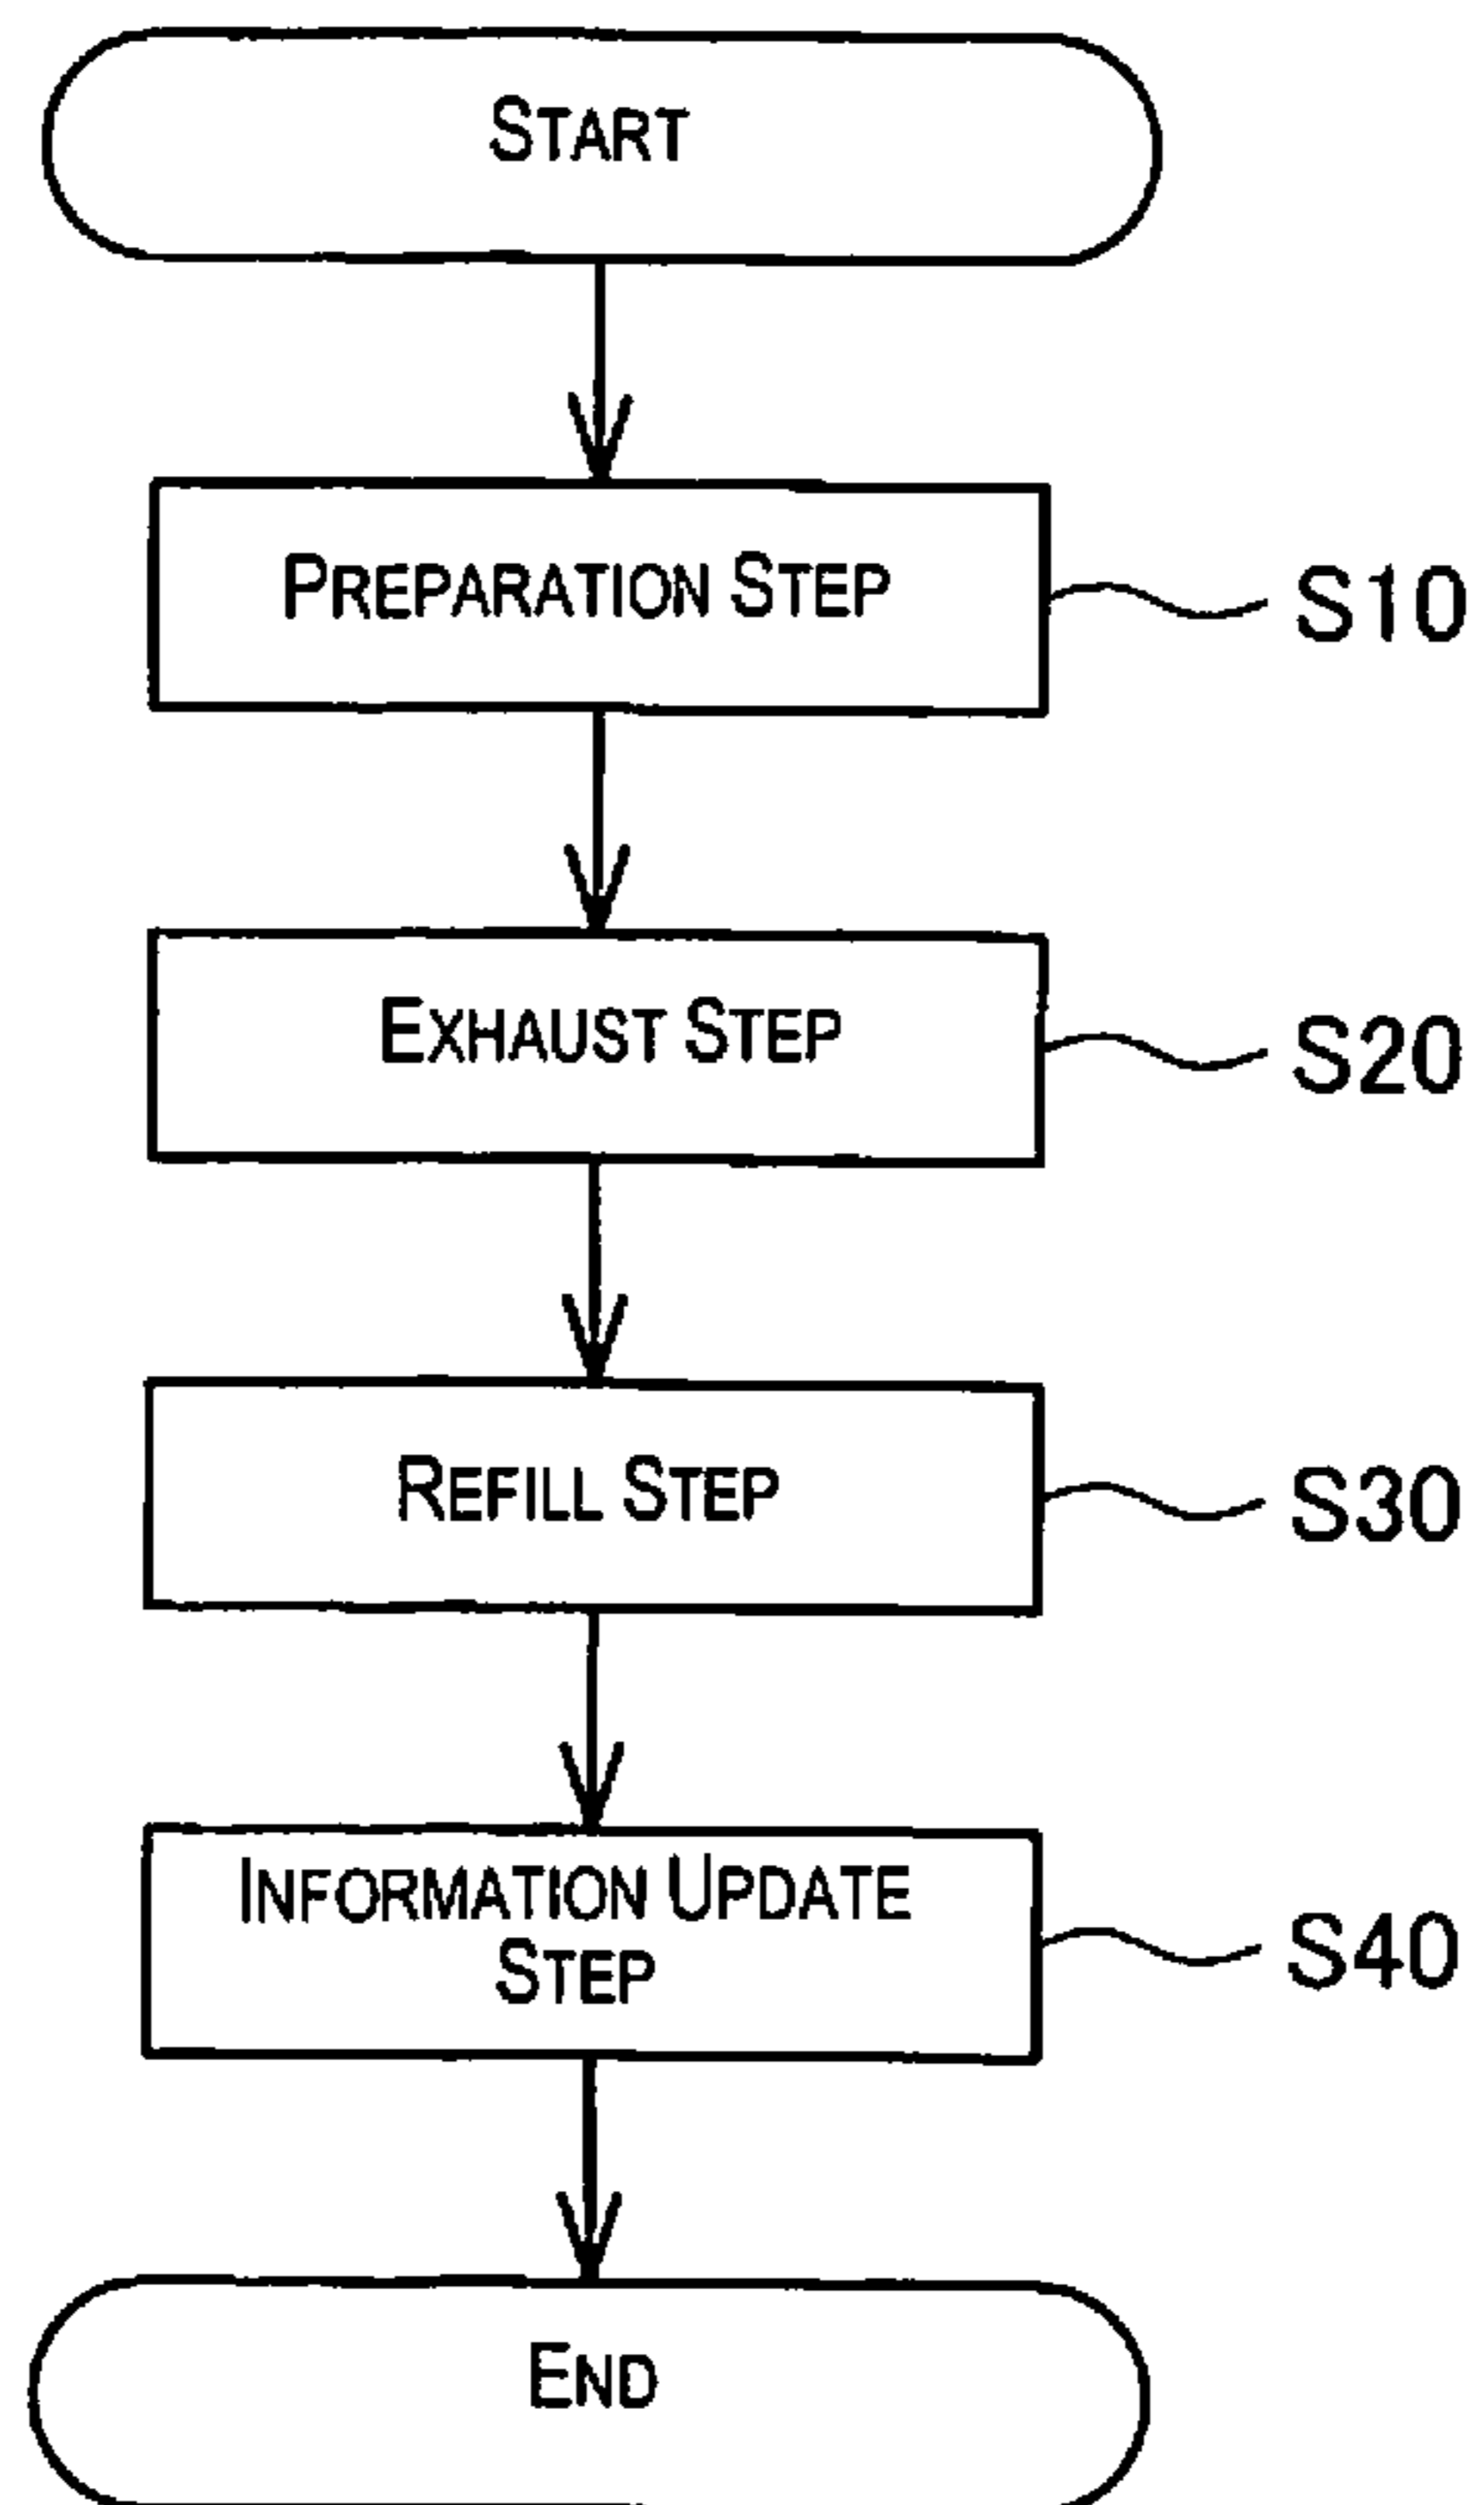 START
PREPARATION STEP
S10
EXHAUST STEP
S20
REFILL STEP
S30
INFORMATION UPDATE
STEP
S40
END